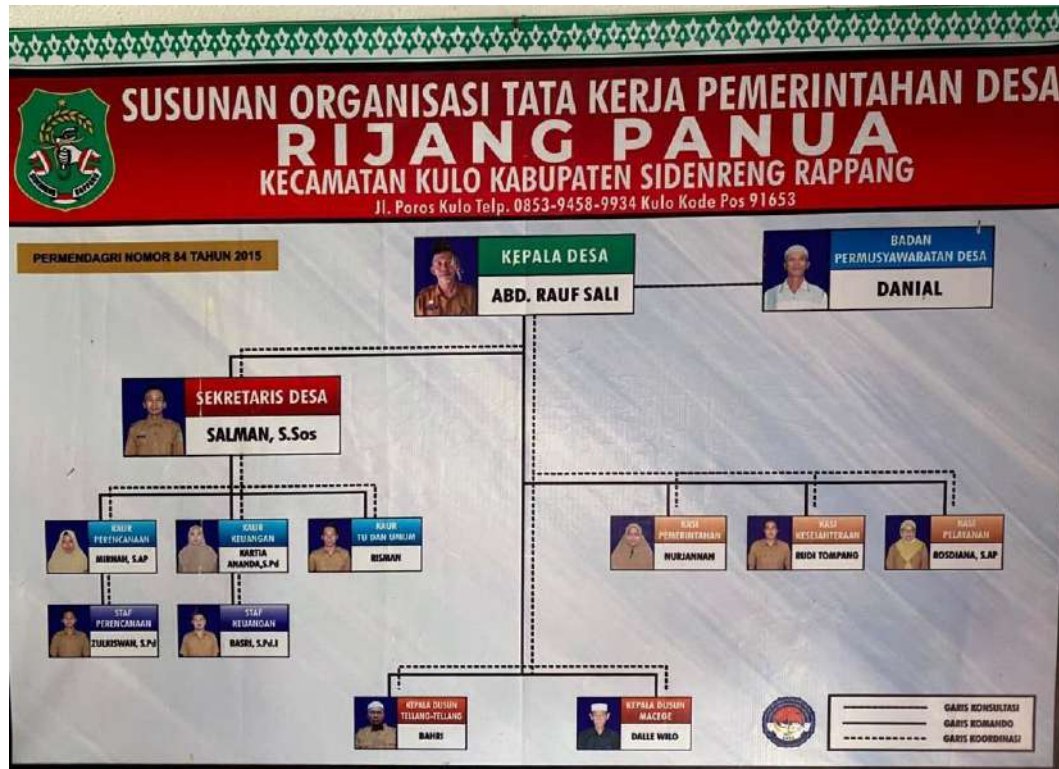 SUSUNAN ORGANISASI TATA KERJA PEMERINTAHAN DESA
RIJANG PANUA
KECAMATAN KULO KABUPATEN SIDENRENG RAPPANG
Jl. Poros Kulo Telp. 0853-9458-9934 Kulo Kode Pos 91653
PERMENDAGRI NOMOR 84 TAHUN 2015
KEPALA DESA
ABD. RAUF SALI
BADAN
PERMUSYAWARATAN DESA
DANIAL
SEKRETARIS DESA
SALMAN, S.Sos
KAUR
PERENCANAAN
MIRNAH, S.AP
KAUR
KEUANGAN
KARTIA
ANANDA,S.Pd
KAUR
TU DAN UMUM
RISMAN
KASI
PEMERINTAHAN
NURJANNAH
KASI
KESEJAHTERAAN
RUDI TOMPANG
KASI
PELAYANAN
ROSDIANA, S.AP
STAF
PERENCANAAN
ZULKISWAN, S.Pd
STAF
KEUANGAN
BASRI, S.Pd.I
KEPALA DUSUN
TELLANG-TELLANG
BAHRI
KEPALA DUSUN
MACEGE
DALLE WILO
GARIS KONSULTASI
GARIS KOMANDO
GARIS KOORDINASI